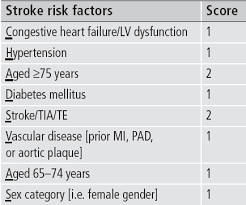 Stroke risk factors Score
Congestive heart failure/LV dysfunction 1
Hypertension 1
Aged ≥75 years 2
Diabetes mellitus 1
Stroke/TIA/TE 2
Vascular disease [prior MI, PAD, 1
or aortic plaque]
Aged 65–74 years 1
Sex category [i.e. female gender] 1